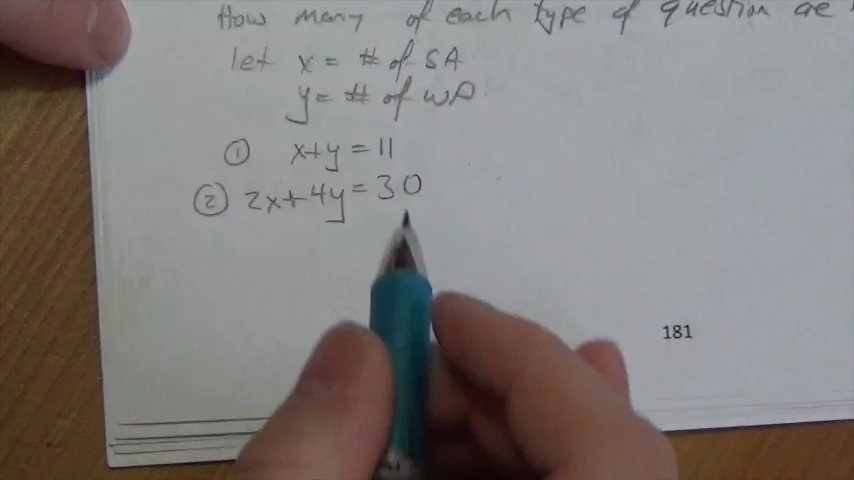 How many of each type of question are
let x = # of SA
y = # of WP
① x+y = 11
② 2x+4y = 30
181